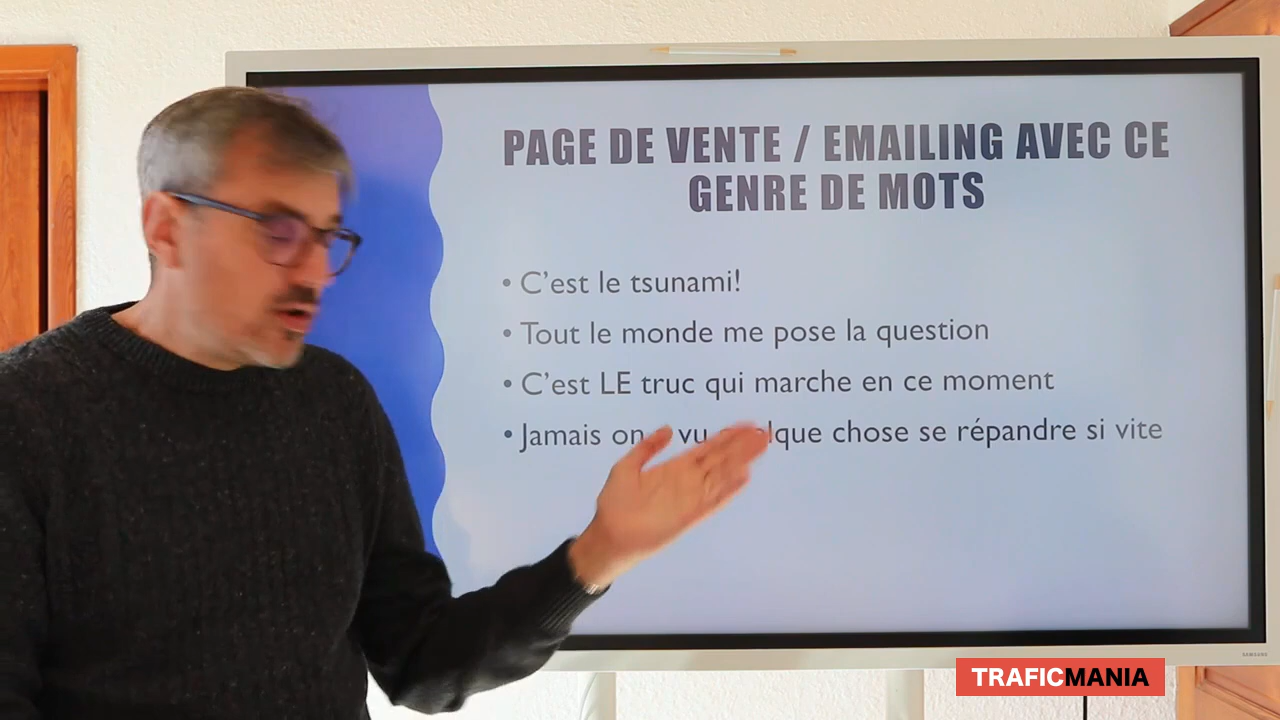 PAGE DE VENTE / EMAILING AVEC CE
GENRE DE MOTS
• C'est le tsunami!
• Tout le monde me pose la question
• C'est LE truc qui marche en ce moment
• Jamais on vu chose se répandre si vite
SAMSUNG
TRAFICMANIA